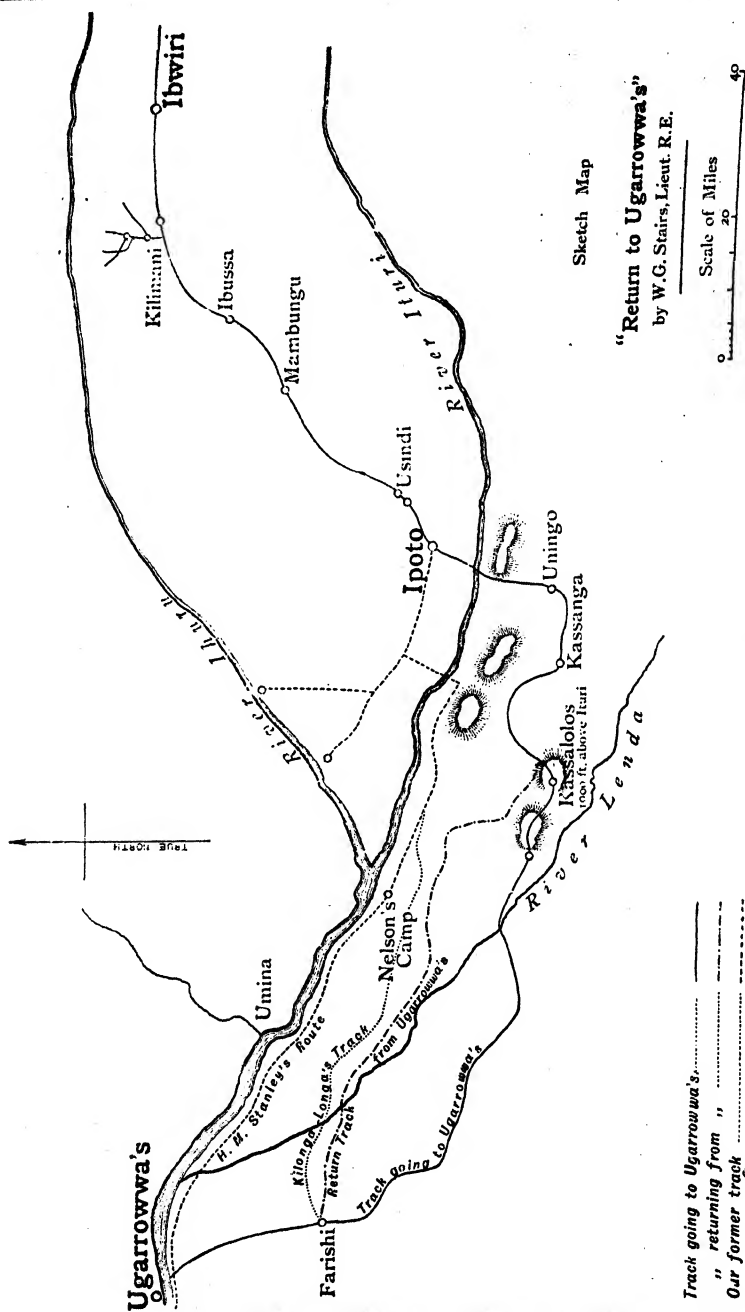 Ugarrowwa's
Umina
H.M. Stanley's Route
Farishi
Kilonga-Longa's Track
Return Track from Ugarrowwa's
Track going to Ugarrowwa's
Nelson's
Camp
River Ihuru
TRUE NORTH
River Lenda
Kassalolos
1000 ft. above Ituri
Kassanga
Uningo
Ipoto
Usindi
Mambungu
Ibussa
Kilimani
Ibwiri
River Ituri
Sketch Map
"Return to Ugarrowwa's"
by W.G. Stairs, Lieut. R.E.
Scale of Miles
0 20 40
Track going to Ugarrowwa's
" returning from "
Our former track